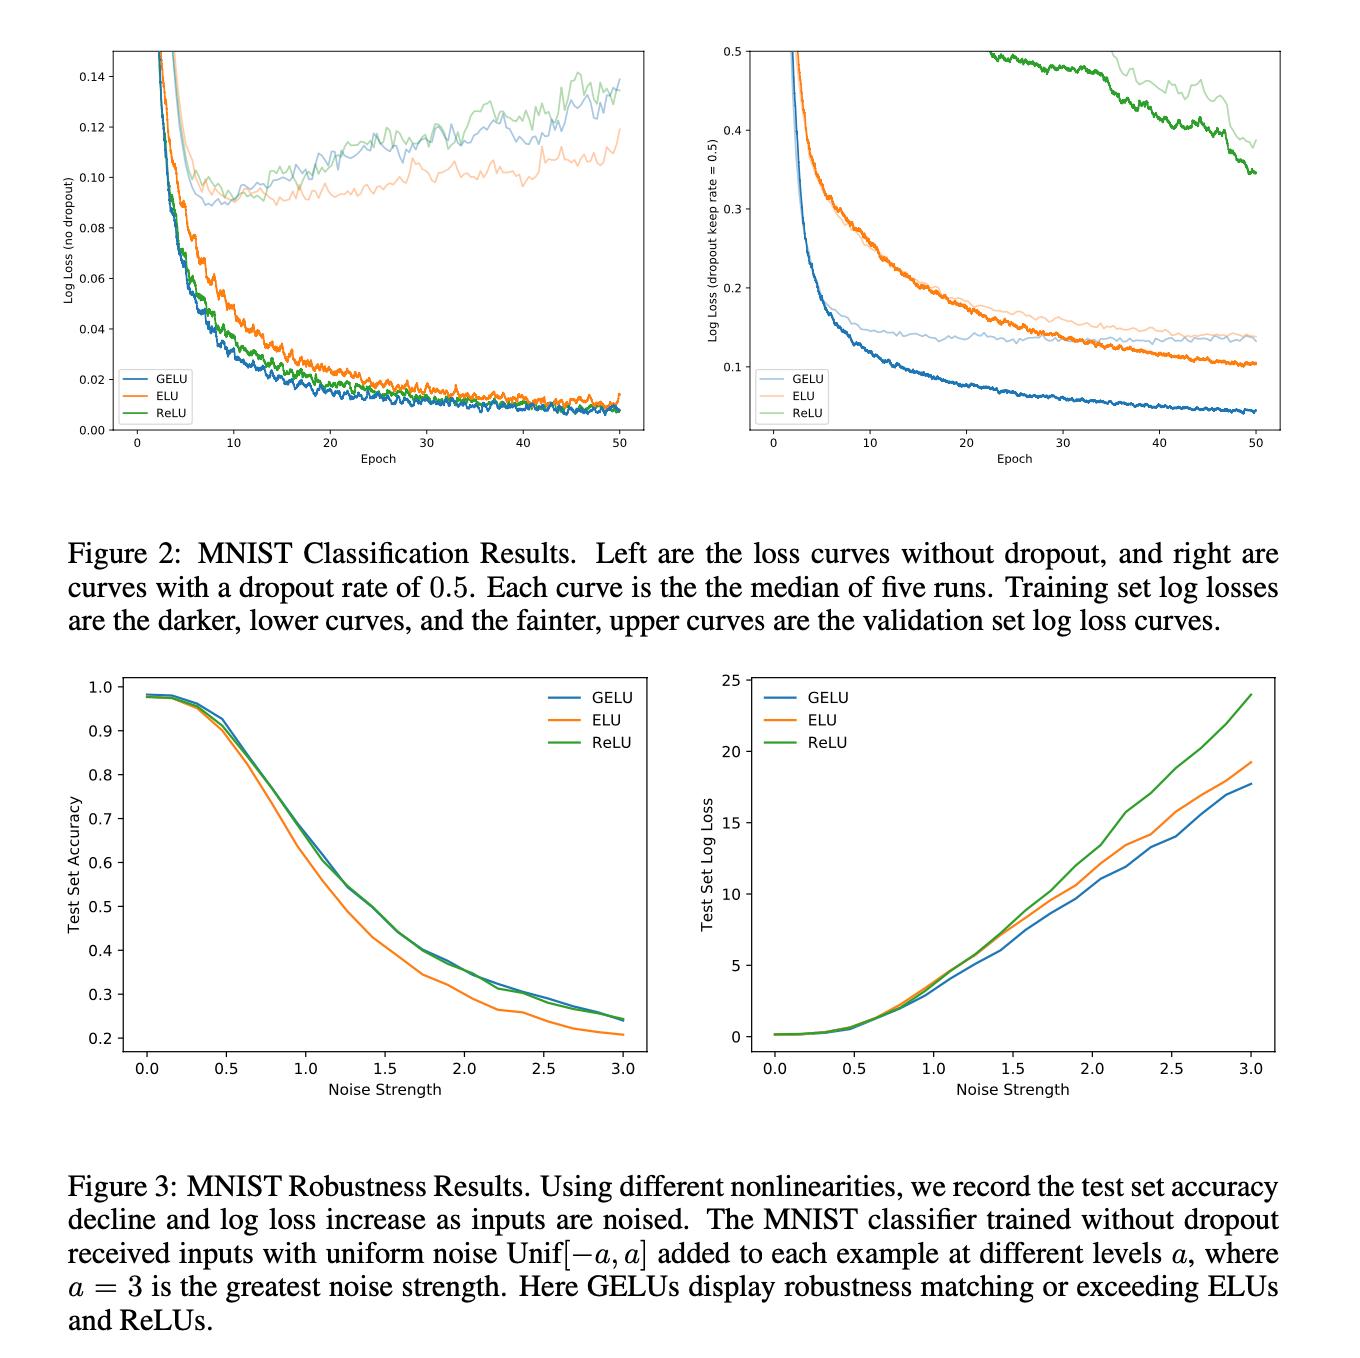 0.14
0.12
0.10
0.08
0.06
0.04
0.02
0.00
Log Loss (no dropout)
GELU
ELU
ReLU
0 10 20 30 40 50
Epoch
0.5
0.4
0.3
0.2
0.1
Log Loss (dropout keep rate = 0.5)
GELU
ELU
ReLU
0 10 20 30 40 50
Epoch
Figure 2: MNIST Classification Results. Left are the loss curves without dropout, and right are
curves with a dropout rate of 0.5. Each curve is the the median of five runs. Training set log losses
are the darker, lower curves, and the fainter, upper curves are the validation set log loss curves.
1.0
0.9
0.8
0.7
0.6
0.5
0.4
0.3
0.2
Test Set Accuracy
GELU
ELU
ReLU
0.0 0.5 1.0 1.5 2.0 2.5 3.0
Noise Strength
25
20
15
10
5
0
Test Set Log Loss
GELU
ELU
ReLU
0.0 0.5 1.0 1.5 2.0 2.5 3.0
Noise Strength
Figure 3: MNIST Robustness Results. Using different nonlinearities, we record the test set accuracy
decline and log loss increase as inputs are noised. The MNIST classifier trained without dropout
received inputs with uniform noise Unif[−a, a] added to each example at different levels a, where
a = 3 is the greatest noise strength. Here GELUs display robustness matching or exceeding ELUs
and ReLUs.